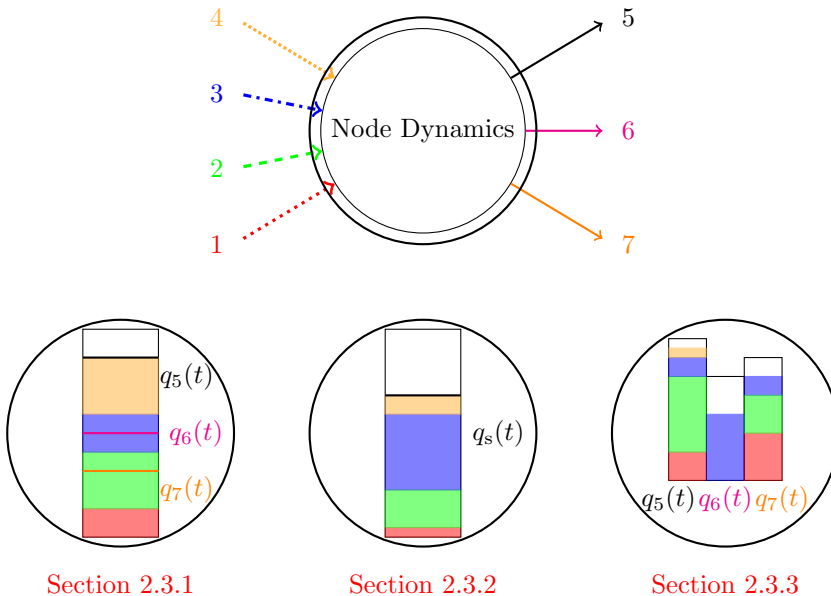 4
5
3
Node Dynamics
6
2
1
7
q₅(t)
q₆(t)
q₇(t)
qₛ(t)
q₅(t) q₆(t) q₇(t)
Section 2.3.1
Section 2.3.2
Section 2.3.3